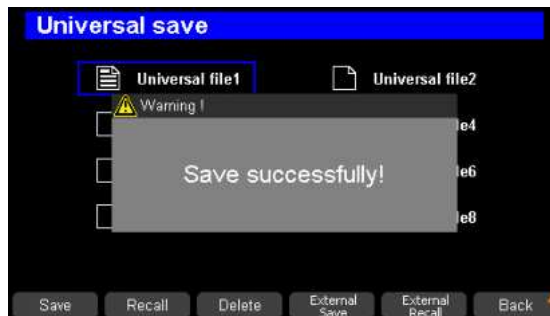 Universal save
Universal file1 Universal file2
Warning !
le4
Save successfully!
le6
le8
Save Recall Delete External Save External Recall Back